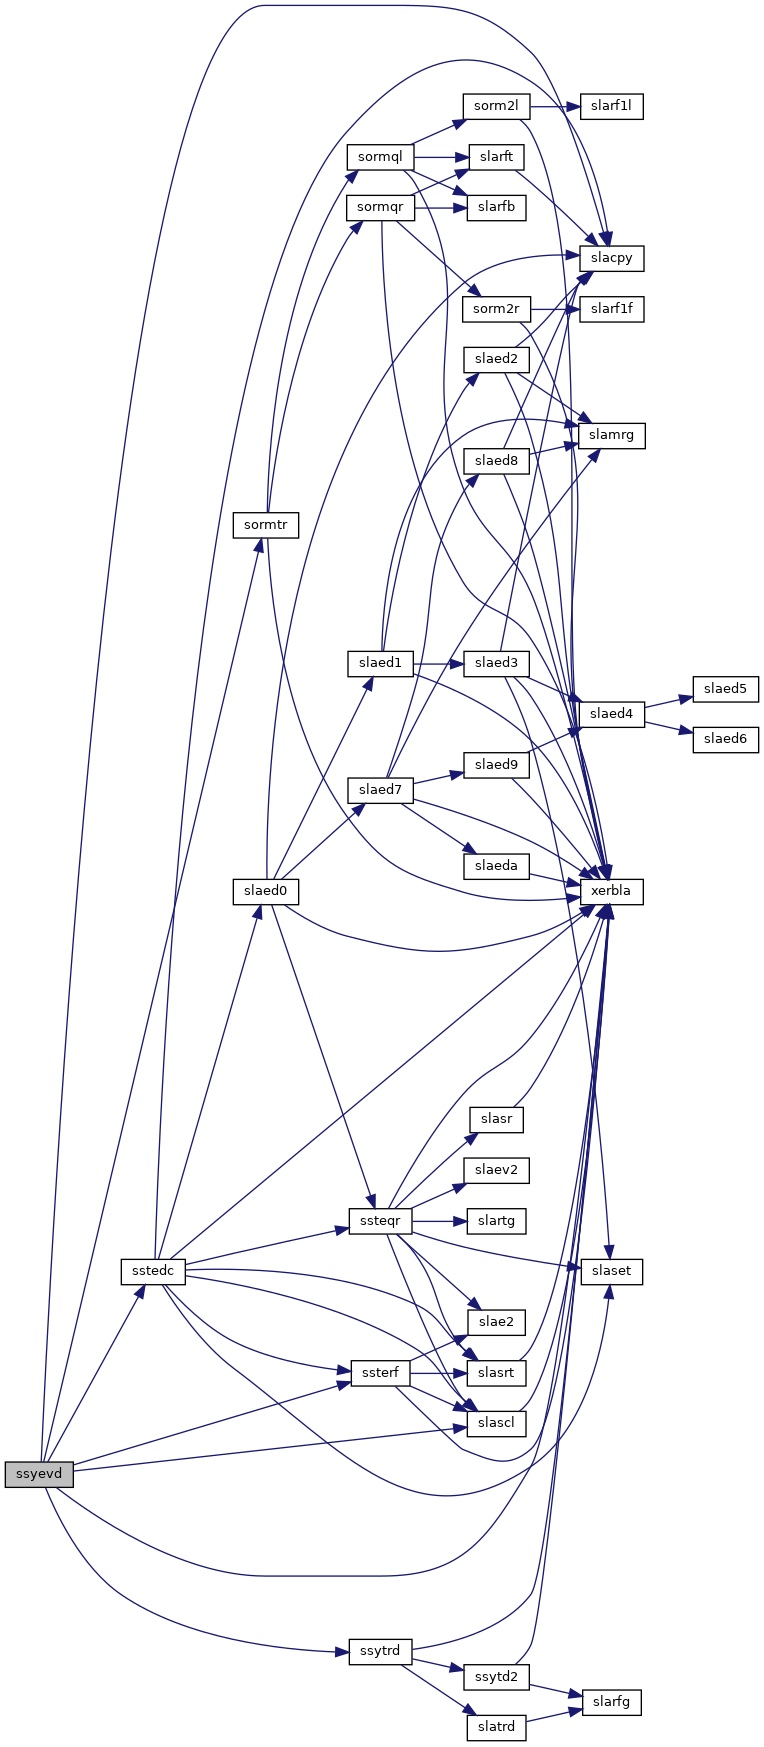 sorm2l
slarf1l
sormql
slarft
sormqr
slarfb
slacpy
sorm2r
slarf1f
slaed2
slamrg
slaed8
sormtr
slaed1
slaed3
slaed5
slaed4
slaed6
slaed9
slaed7
slaeda
slaed0
xerbla
slasr
slaev2
ssteqr
slartg
sstedc
slaset
slae2
ssterf
slasrt
slascl
ssyevd
ssytrd
ssytd2
slarfg
slatrd